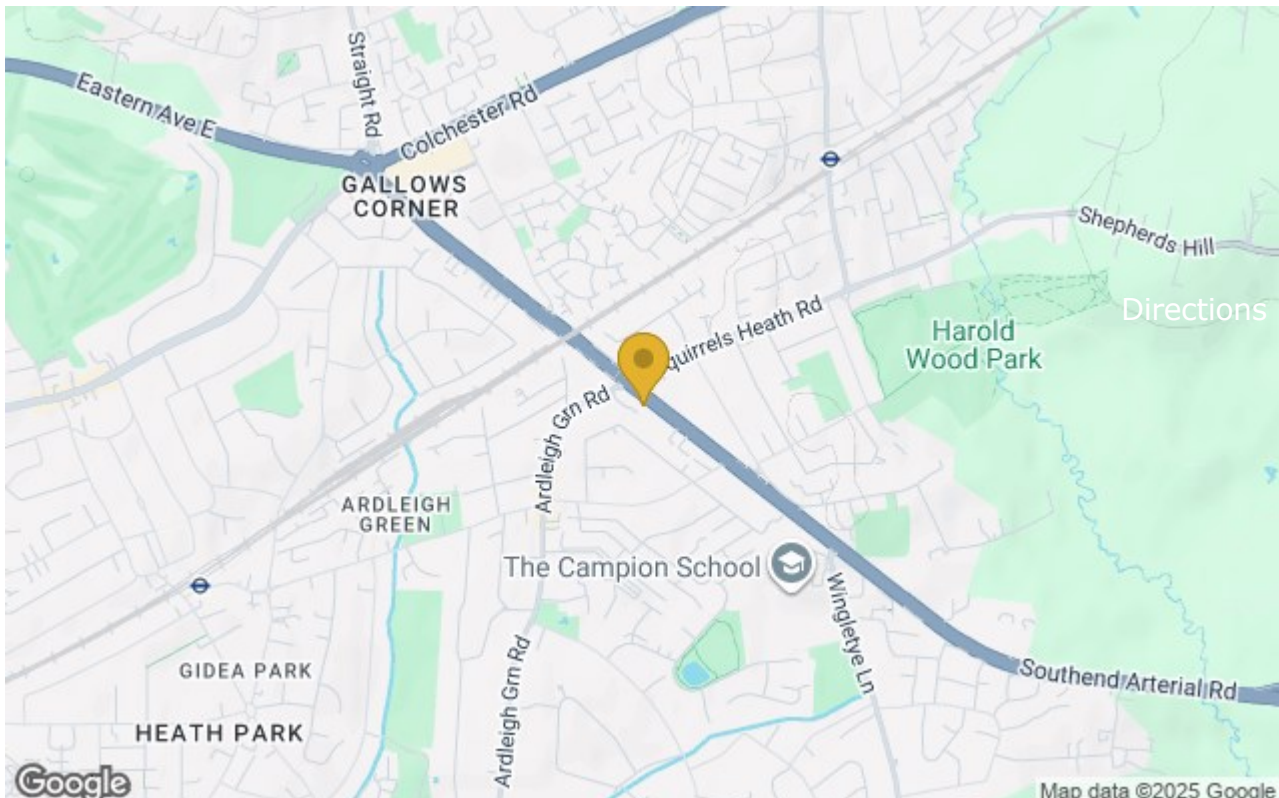 Straight Rd
Eastern Ave E
Colchester Rd
GALLOWS
CORNER
Shepherds Hill
Directions
Harold
Wood Park
quirrels Heath Rd
Ardleigh Grn Rd
ARDLEIGH
GREEN
The Campion School
Wingletye Ln
GIDEA PARK
Ardleigh Grn Rd
Southend Arterial Rd
HEATH PARK
Google
Map data ©2025 Google